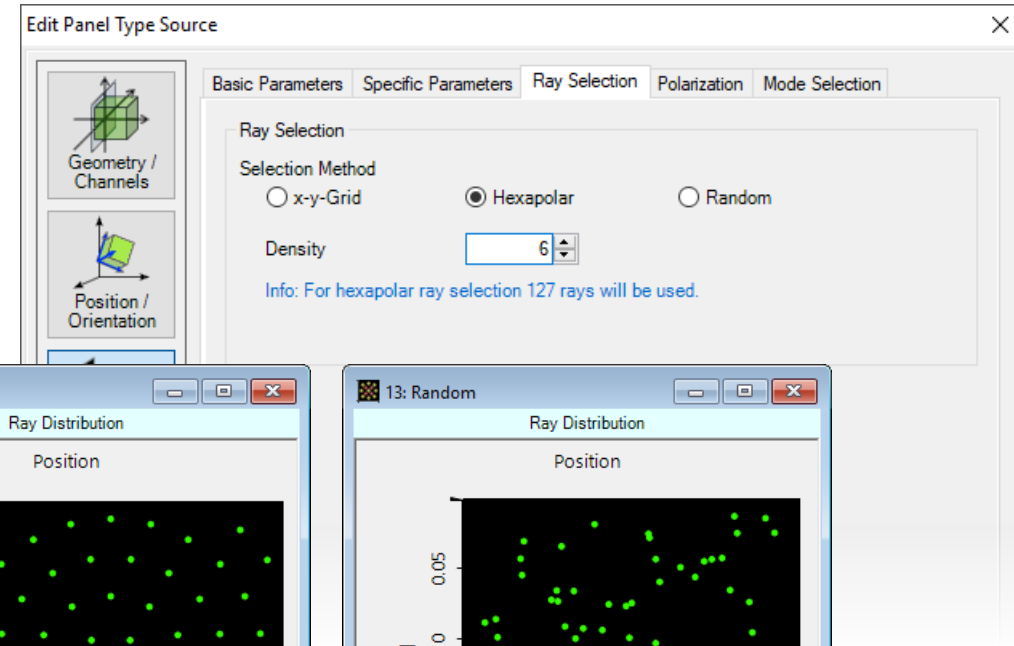 Edit Panel Type Source
Basic Parameters Specific Parameters Ray Selection Polarization Mode Selection
Geometry /
Channels
Position /
Orientation
Ray Selection
Selection Method
x-y-Grid Hexapolar Random
Density 6
Info: For hexapolar ray selection 127 rays will be used.
Ray Distribution
Position
13: Random
Ray Distribution
Position
0.05
0